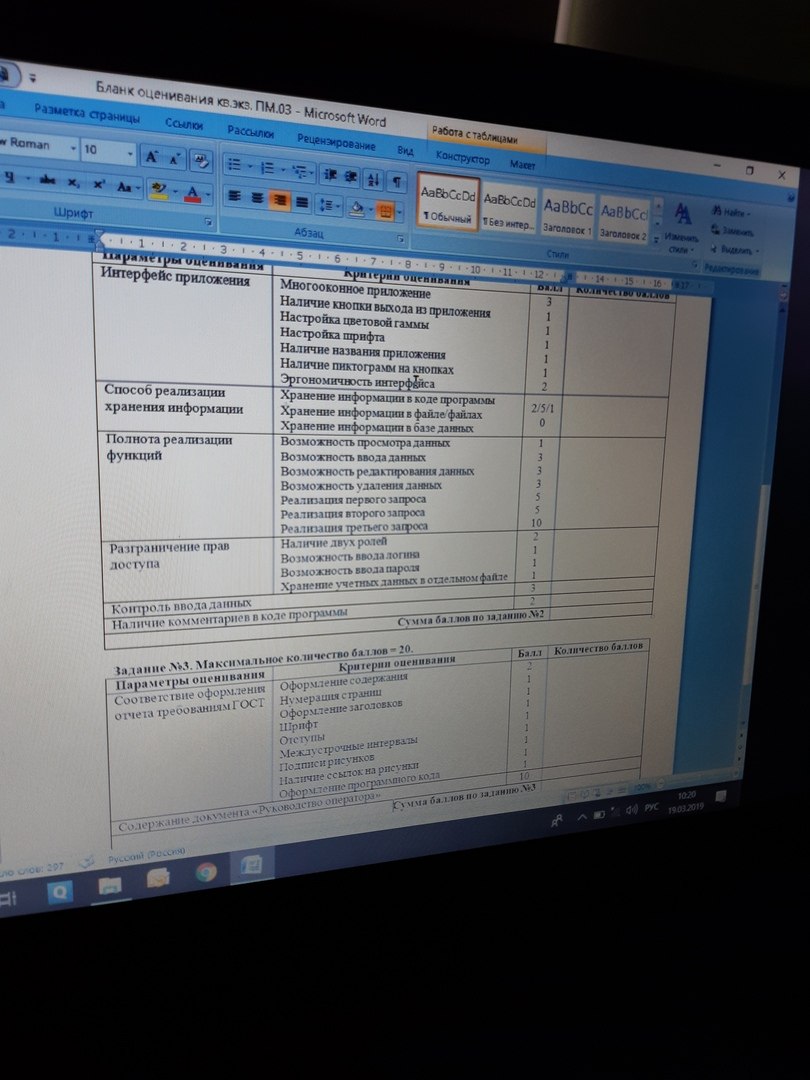 Бланк оценивания кв.экз. ПМ.03 - Microsoft Word
Работа с таблицами
Разметка страницы Ссылки Рассылки Рецензирование Вид Конструктор Макет
w Roman 10
AaBbCcDd AaBbCcDd AaBbCc AaBbCcI
¶ Обычный ¶ Без интер... Заголовок 1 Заголовок 2
Изменить стили
Найти
Заменить
Выделить
Шрифт Абзац Стили Редактирование
Параметры оценивания Критерии оценивания Балл Количество баллов
Интерфейс приложения Многооконное приложение 3
Наличие кнопки выхода из приложения 1
Настройка цветовой гаммы 1
Настройка шрифта 1
Наличие названия приложения 1
Наличие пиктограмм на кнопках 1
Эргономичность интерфейса 2
Способ реализации Хранение информации в коде программы
хранения информации Хранение информации в файле/файлах 2/5/1
Хранение информации в базе данных 0
Полнота реализации Возможность просмотра данных 1
функций Возможность ввода данных 3
Возможность редактирования данных 3
Возможность удаления данных 3
Реализация первого запроса 5
Реализация второго запроса 5
Реализация третьего запроса 10
Разграничение прав Наличие двух ролей 2
доступа Возможность ввода логина 1
Возможность ввода пароля 1
Хранение учетных данных в отдельном файле 1
Контроль ввода данных 3
Наличие комментариев в коде программы 2
Сумма баллов по заданию №2
Задание №3. Максимальное количество баллов = 20.
Параметры оценивания Критерии оценивания Балл Количество баллов
Соответствие оформления Оформление содержания 2
отчета требованиям ГОСТ Нумерация страниц 1
Оформление заголовков 1
Шрифт 1
Отступы 1
Междустрочные интервалы 1
Подписи рисунков 1
Наличие ссылок на рисунки 1
Оформление программного кода 1
Содержание документа «Руководство оператора» 10
Сумма баллов по заданию №3
ло слов: 297 Русский (Россия) 100%
РУС
10:20
19.03.2019